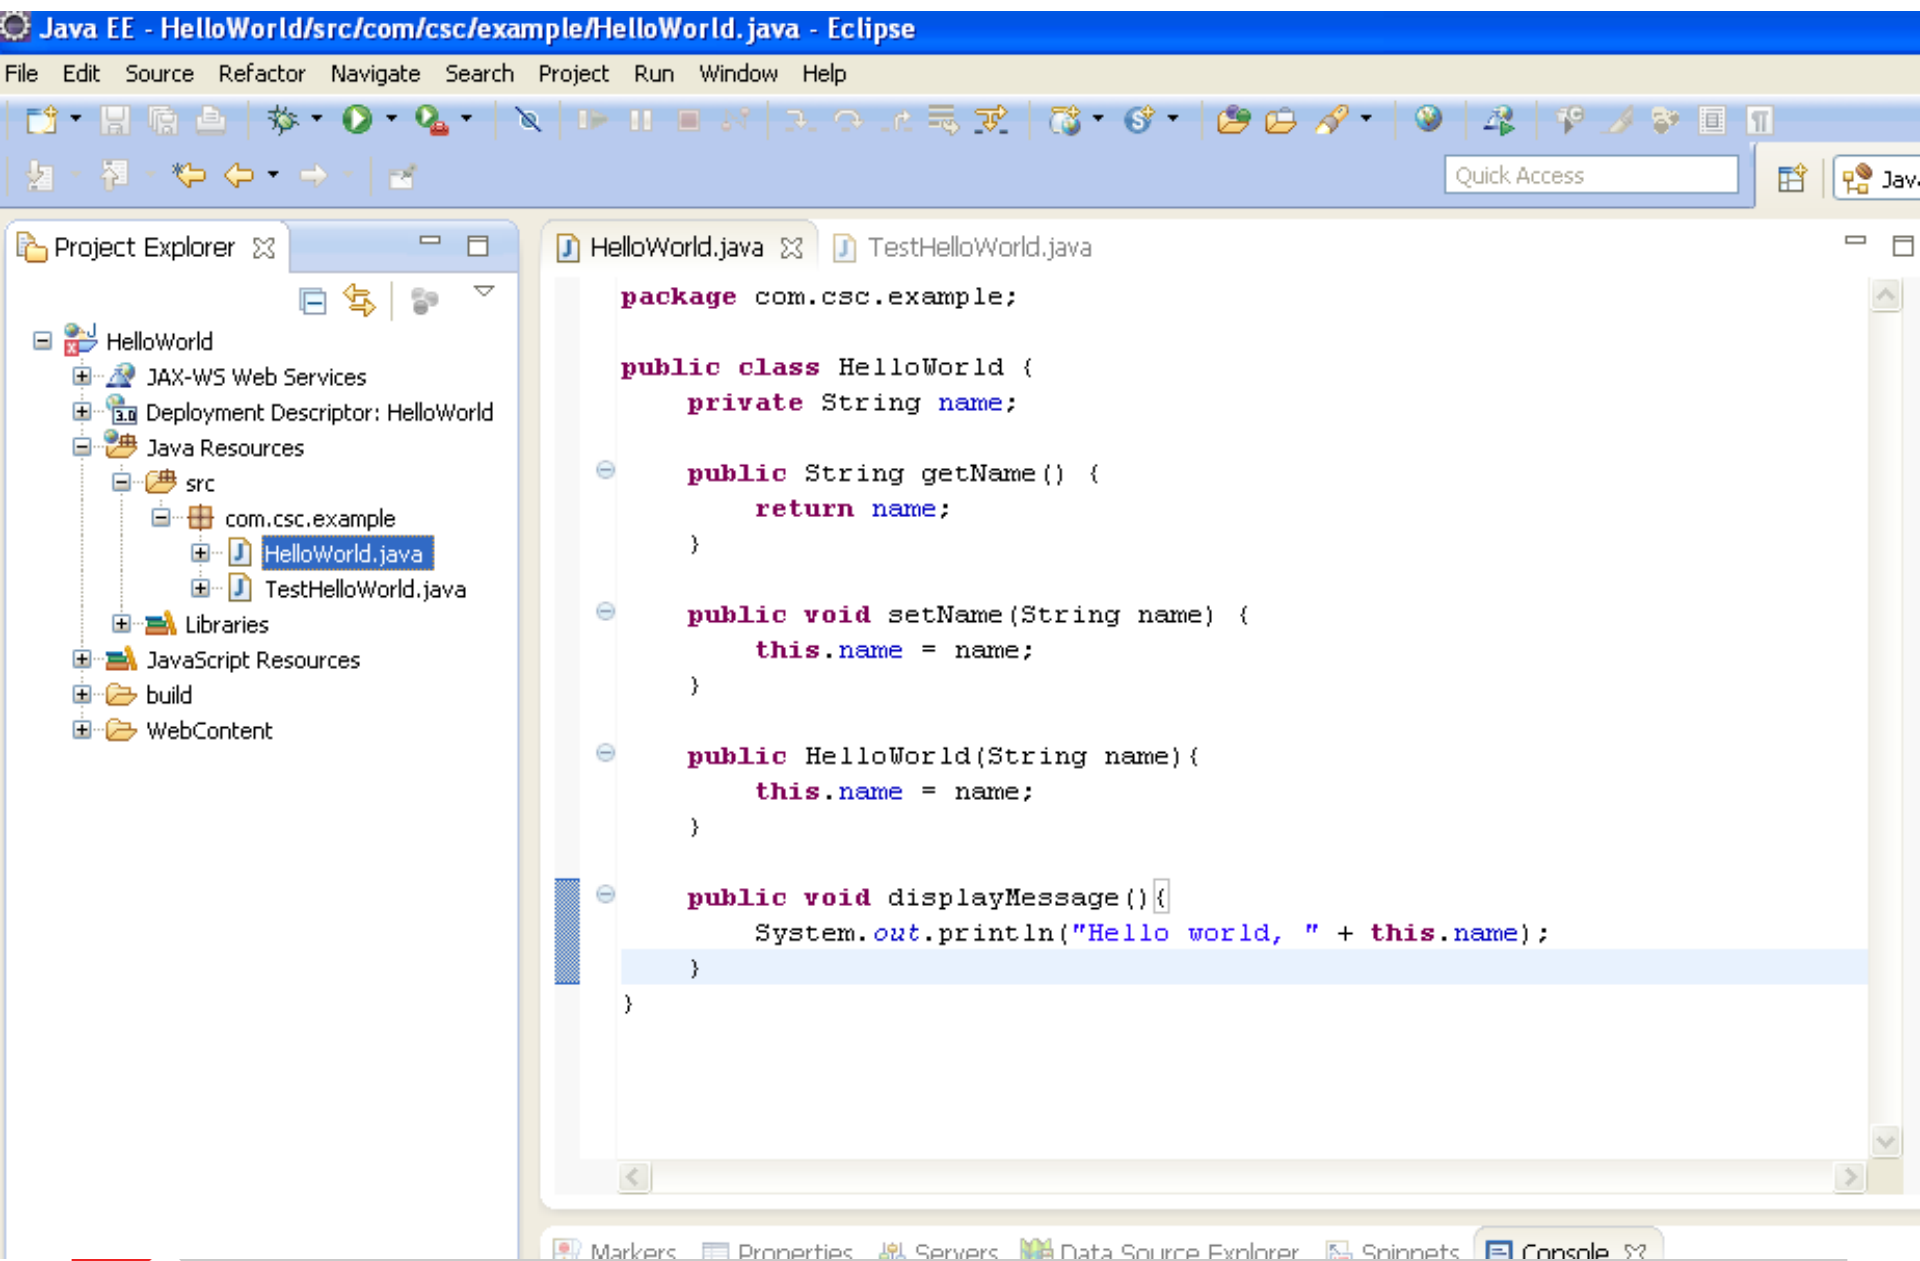 Java EE - HelloWorld/src/com/csc/example/HelloWorld.java - Eclipse
File Edit Source Refactor Navigate Search Project Run Window Help
Quick Access
Java
Project Explorer
HelloWorld
JAX-WS Web Services
3.0 Deployment Descriptor: HelloWorld
Java Resources
src
com.csc.example
HelloWorld.java
TestHelloWorld.java
Libraries
JavaScript Resources
build
WebContent
HelloWorld.java TestHelloWorld.java
package com.csc.example;
public class HelloWorld {
private String name;
public String getName() {
return name;
}
public void setName(String name) {
this.name = name;
}
public HelloWorld(String name){
this.name = name;
}
public void displayMessage(){
System.out.println("Hello world, " + this.name);
}
}
Markers Properties Servers Data Source Explorer Snippets Console